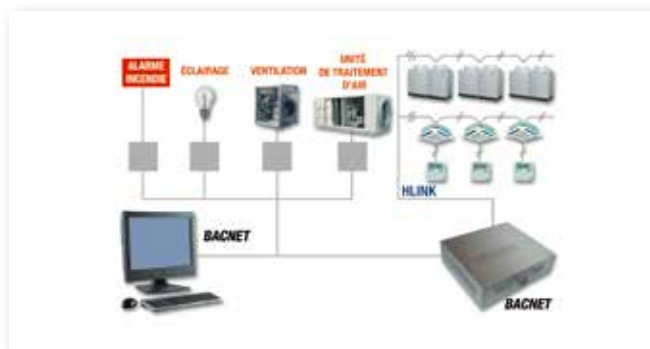 ALARME
INCENDIE
ÉCLAIRAGE
VENTILATION
UNITÉ
DE TRAITEMENT
D'AIR
HLINK
BACNET
BACNET